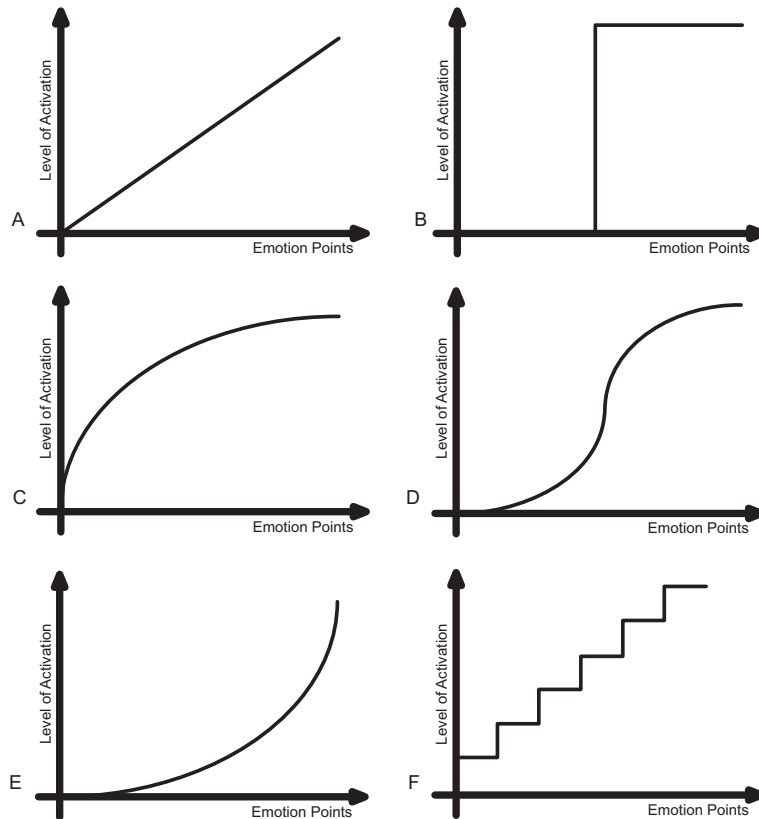 Level of Activation
A
Emotion Points
Level of Activation
B
Emotion Points
Level of Activation
C
Emotion Points
Level of Activation
D
Emotion Points
Level of Activation
E
Emotion Points
Level of Activation
F
Emotion Points